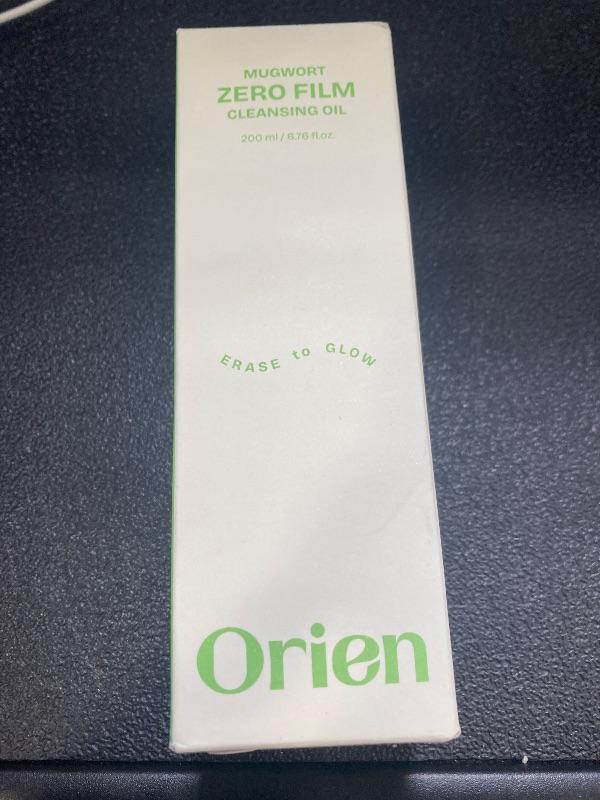 MUGWORT
ZERO FILM
CLEANSING OIL
200 ml / 6.76 fl.oz.
ERASE to GLOW
Orien